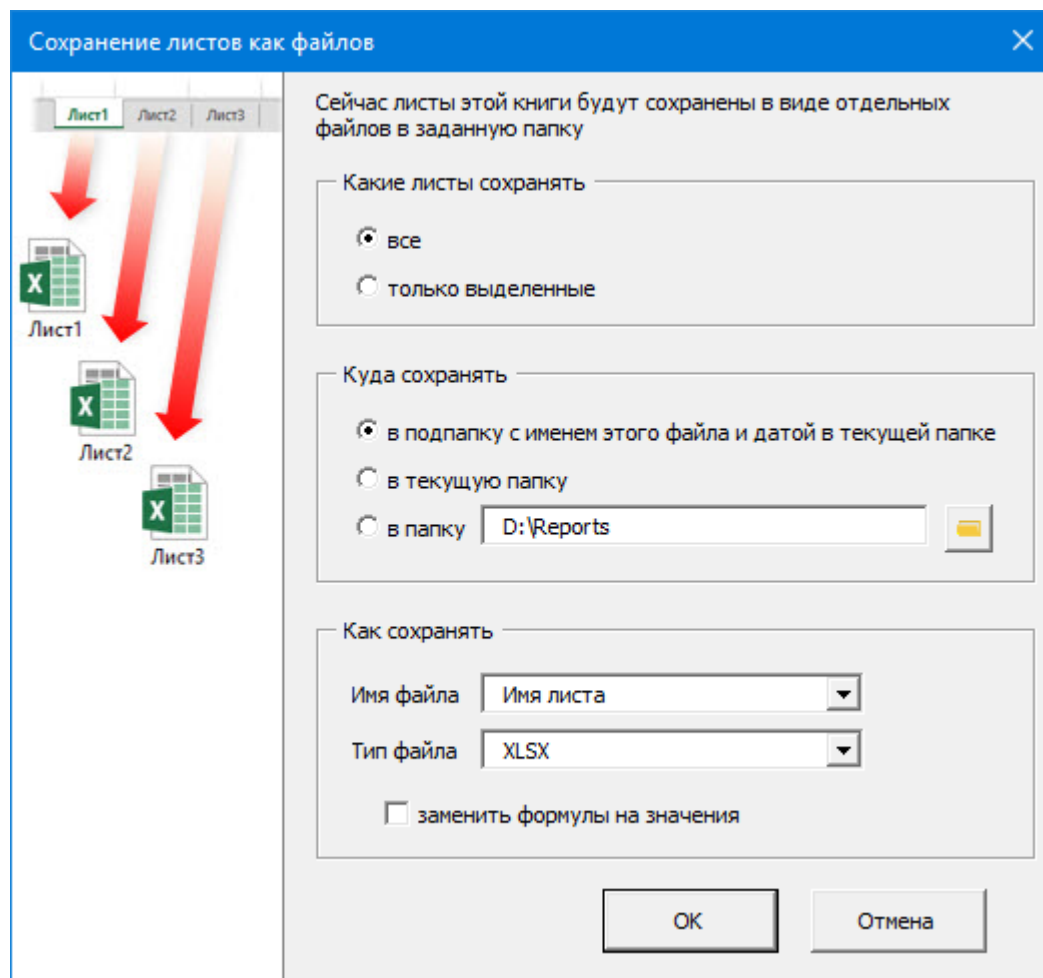 Сохранение листов как файлов
Лист1 Лист2 Лист3
Лист1
Лист2
Лист3
Сейчас листы этой книги будут сохранены в виде отдельных
файлов в заданную папку
Какие листы сохранять
все
только выделенные
Куда сохранять
в подпапку с именем этого файла и датой в текущей папке
в текущую папку
в папку D:\Reports
Как сохранять
Имя файла Имя листа
Тип файла XLSX
заменить формулы на значения
ОК Отмена